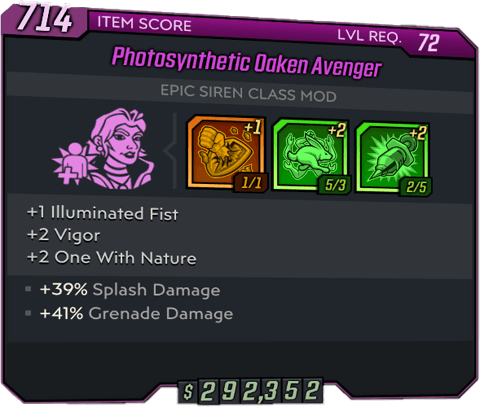 714 ITEM SCORE LVL REQ. 72
Photosynthetic Oaken Avenger
EPIC SIREN CLASS MOD
+1 +2 +2
1/1 5/3 2/5
+1 Illuminated Fist
+2 Vigor
+2 One With Nature
+39% Splash Damage
+41% Grenade Damage
$ 292,352